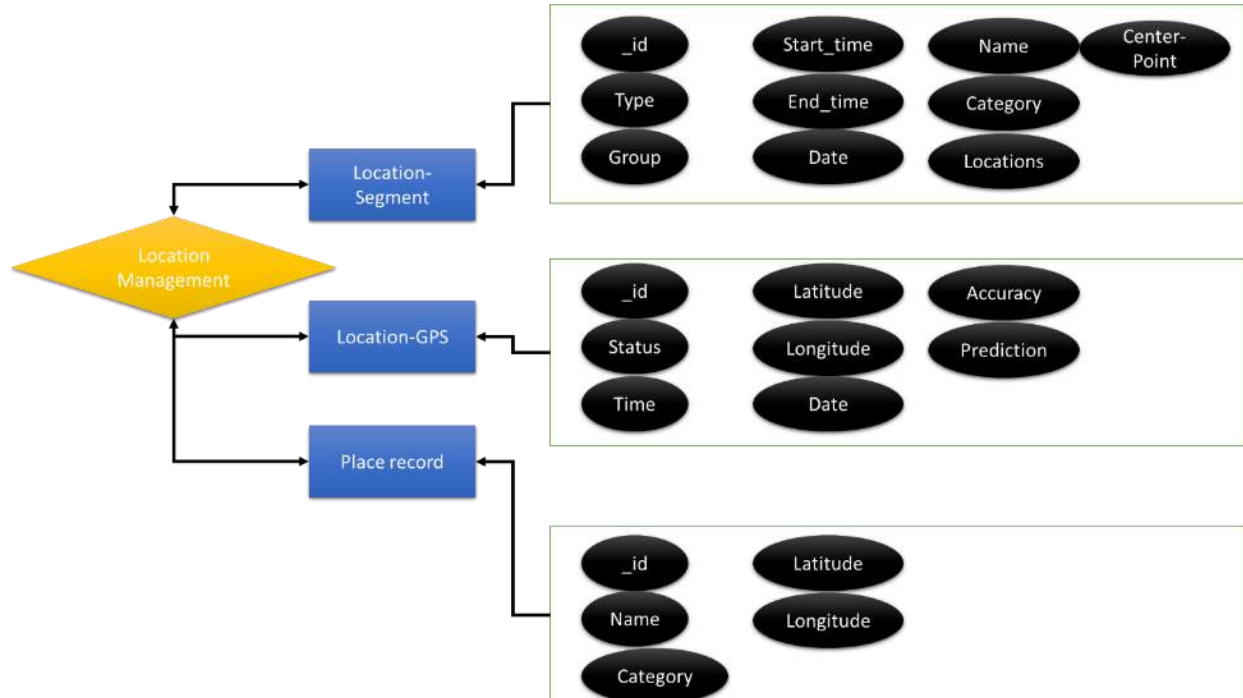 _id
Start_time
Name
Center-
Point
Type
End_time
Category
Group
Date
Locations
Location-
Segment
Location
Management
_id
Latitude
Accuracy
Location-GPS
Status
Longitude
Prediction
Time
Date
Place record
_id
Latitude
Name
Longitude
Category